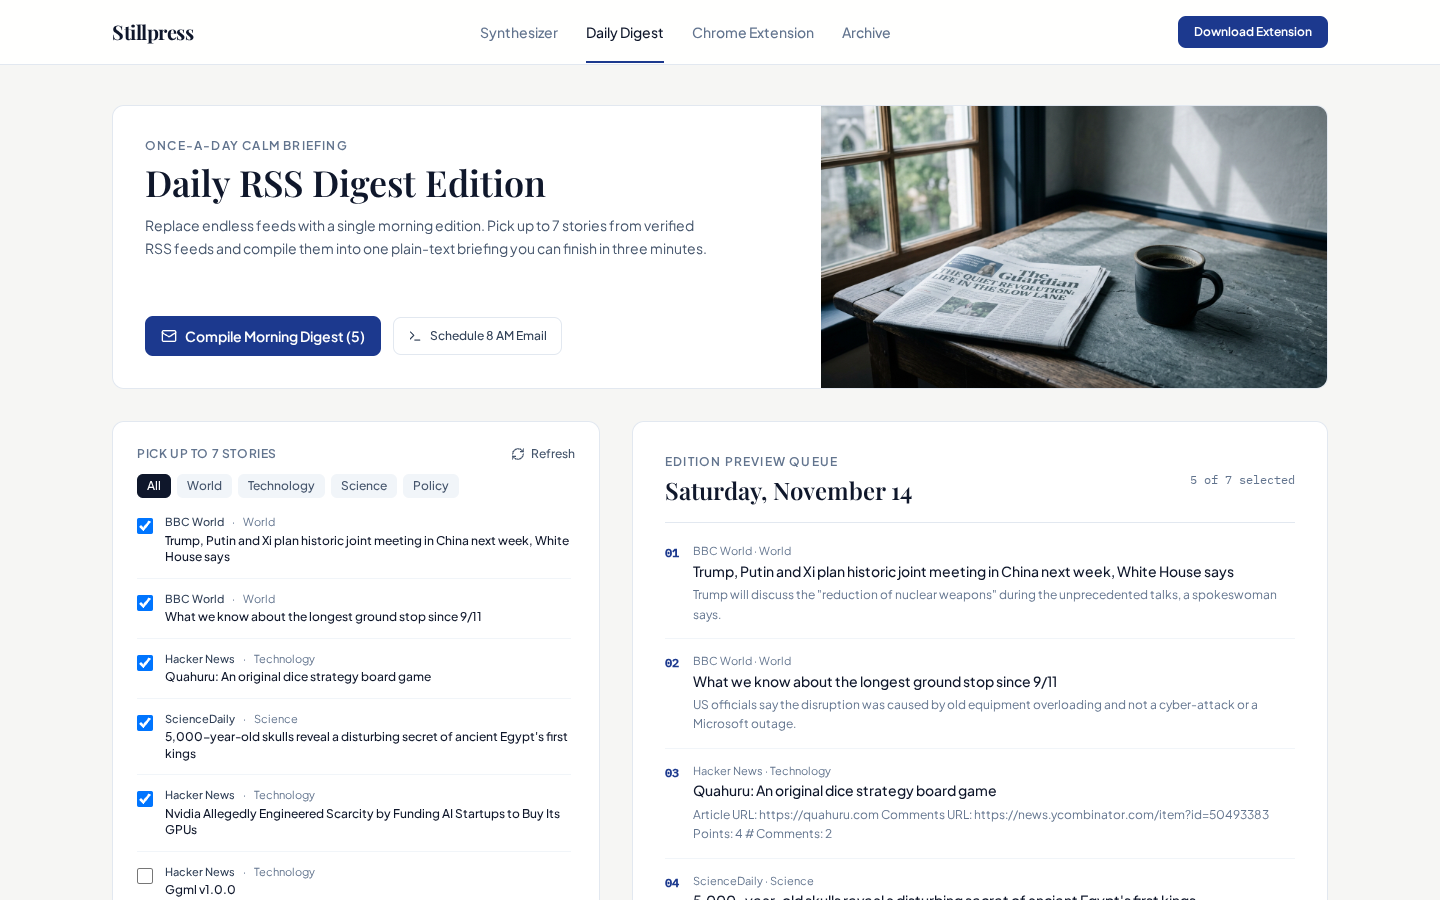 Stillpress
Synthesizer
Daily Digest
Chrome Extension
Archive
Download Extension
ONCE-A-DAY CALM BRIEFING
Daily RSS Digest Edition
Replace endless feeds with a single morning edition. Pick up to 7 stories from verified
RSS feeds and compile them into one plain-text briefing you can finish in three minutes.
Compile Morning Digest (5)
Schedule 8 AM Email
The
Guardian
THE QUIET REVOLUTION:
LIFE IN THE SLOW LANE
PICK UP TO 7 STORIES
Refresh
All
World
Technology
Science
Policy
BBC World · World
Trump, Putin and Xi plan historic joint meeting in China next week, White
House says
BBC World · World
What we know about the longest ground stop since 9/11
Hacker News · Technology
Quahuru: An original dice strategy board game
ScienceDaily · Science
5,000-year-old skulls reveal a disturbing secret of ancient Egypt's first
kings
Hacker News · Technology
Nvidia Allegedly Engineered Scarcity by Funding AI Startups to Buy Its
GPUs
Hacker News · Technology
Ggml v1.0.0
EDITION PREVIEW QUEUE
Saturday, November 14
5 of 7 selected
01
BBC World · World
Trump, Putin and Xi plan historic joint meeting in China next week, White House says
Trump will discuss the "reduction of nuclear weapons" during the unprecedented talks, a spokeswoman
says.
02
BBC World · World
What we know about the longest ground stop since 9/11
US officials say the disruption was caused by old equipment overloading and not a cyber-attack or a
Microsoft outage.
03
Hacker News · Technology
Quahuru: An original dice strategy board game
Article URL: https://quahuru.com Comments URL: https://news.ycombinator.com/item?id=50493383
Points: 4 # Comments: 2
04
ScienceDaily · Science
5,000-year-old skulls reveal a disturbing secret of ancient Egypt's first kings